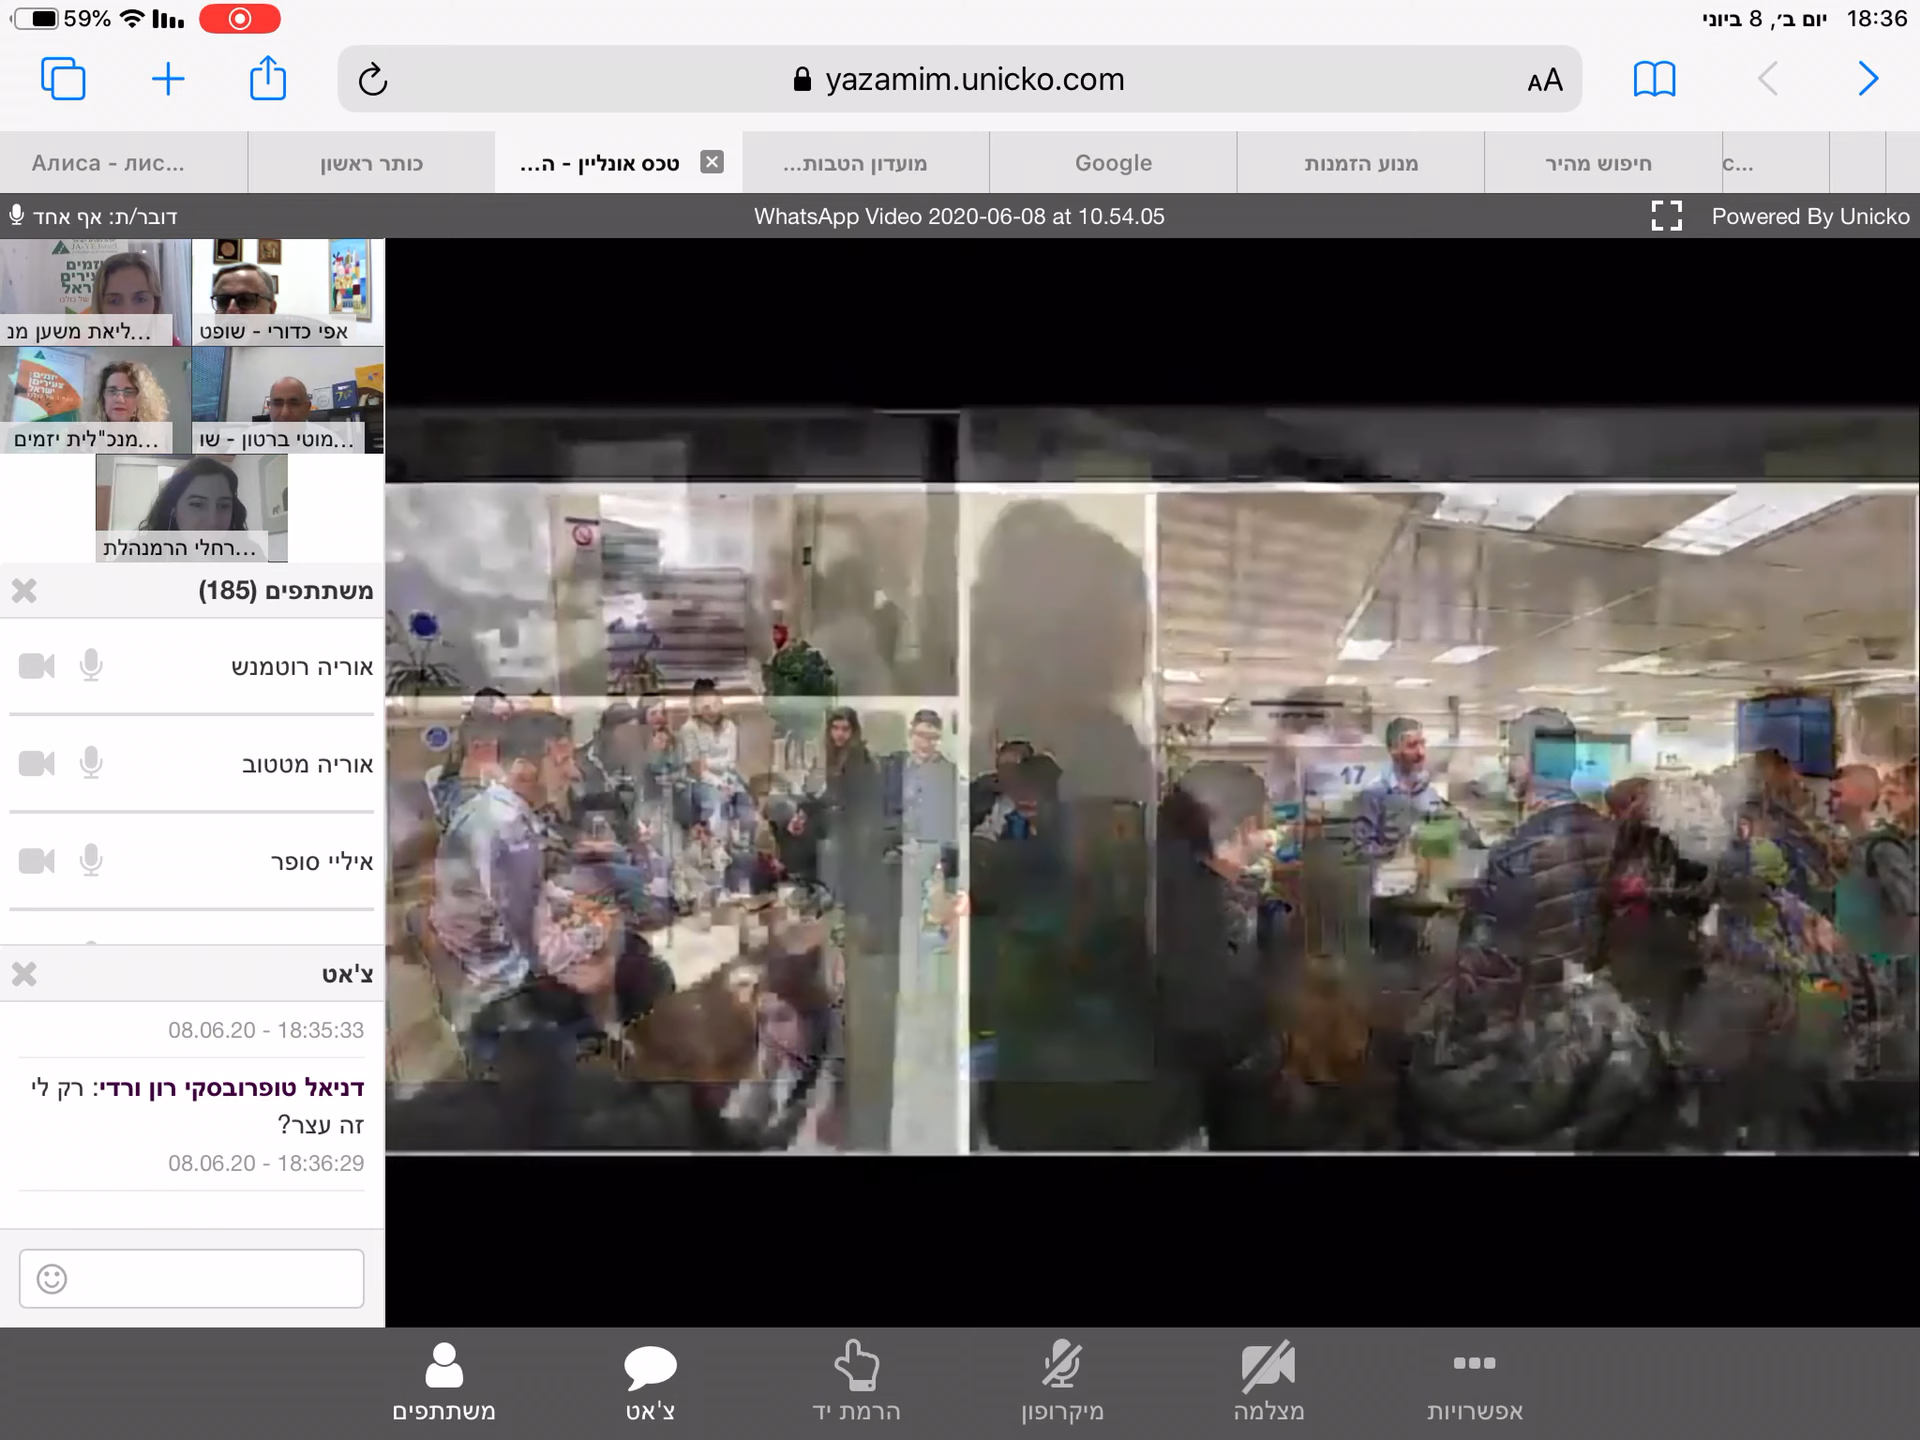 59%
18:36 יום ב׳, 8 ביוני
yazamim.unicko.com
AA
Алиса - лис...
כותר ראשון
טכס אונליין - ה...
מועדון הטבות...
Google
מנוע הזמנות
חיפוש מהיר
с...
דובר/ת: אף אחד
WhatsApp Video 2020-06-08 at 10.54.05
Powered By Unicko
ליאת משען מנ...
אפי כדורי - שופט
מנכ"לית יזמים...
מוטי ברטון - שו...
רחלי הרמנהלת...
משתתפים (185)
אוריה רוטמנש
אוריה מטטוב
איליי סופר
צ'אט
08.06.20 - 18:35:33
דניאל טופרובסקי רון ורדי: רק לי
זה עצר?
08.06.20 - 18:36:29
17
משתתפים
צ'אט
הרמת יד
מיקרופון
מצלמה
אפשרויות